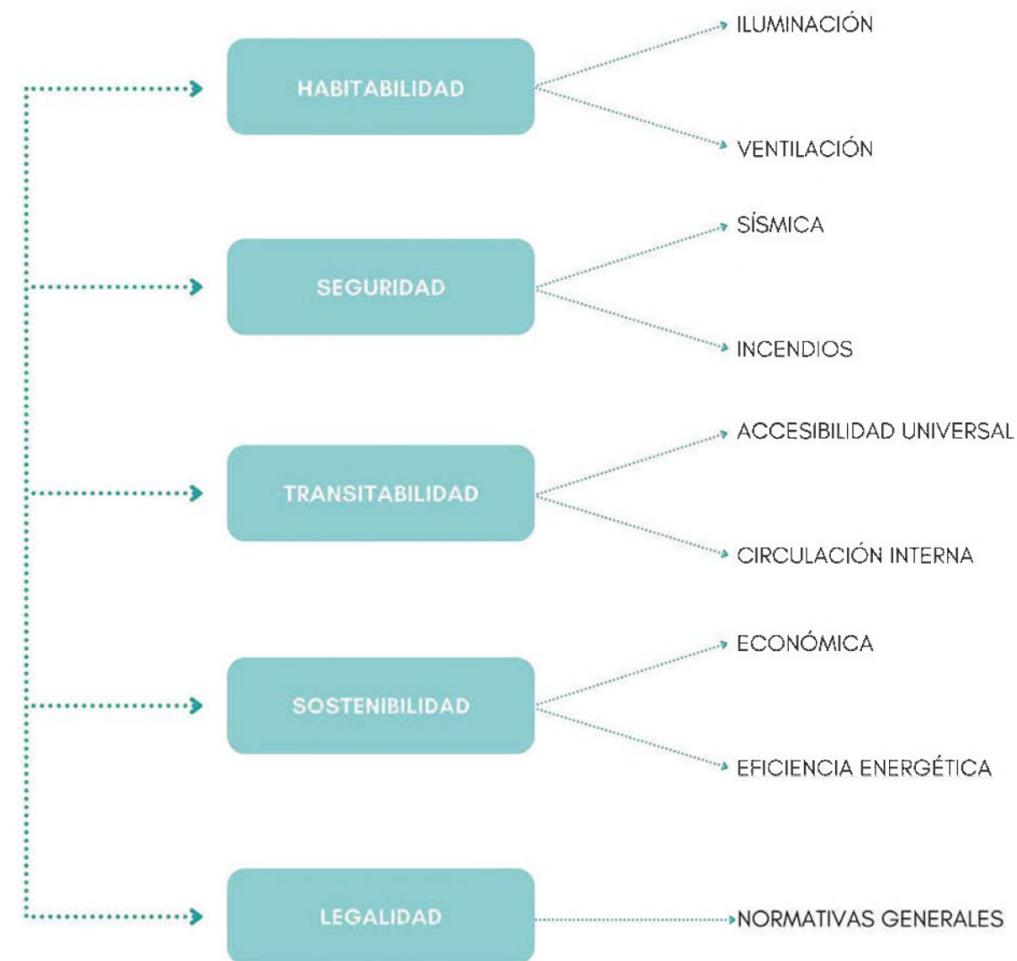 ILUMINACIÓN
HABITABILIDAD
VENTILACIÓN
SÍSMICA
SEGURIDAD
INCENDIOS
ACCESIBILIDAD UNIVERSAL
TRANSITABILIDAD
CIRCULACIÓN INTERNA
ECONÓMICA
SOSTENIBILIDAD
EFICIENCIA ENERGÉTICA
LEGALIDAD
NORMATIVAS GENERALES